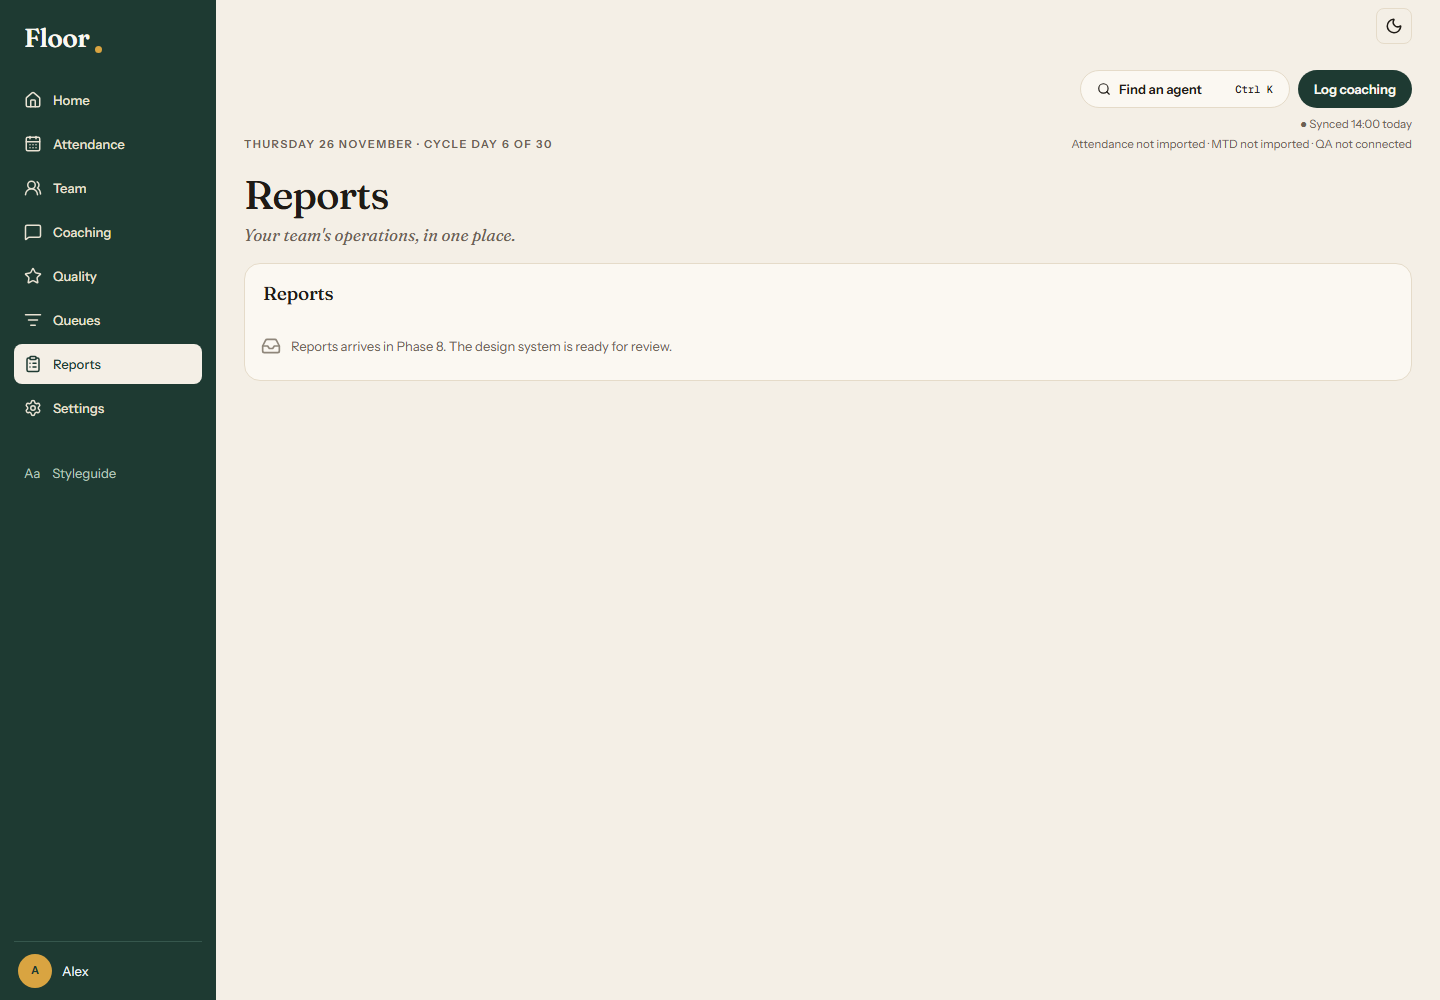 Floor.
Home
Attendance
Team
Coaching
Quality
Queues
Reports
Settings
Aa Styleguide
A Alex
Find an agent Ctrl K
Log coaching
● Synced 14:00 today
Attendance not imported · MTD not imported · QA not connected
THURSDAY 26 NOVEMBER · CYCLE DAY 6 OF 30
Reports
Your team's operations, in one place.
Reports
Reports arrives in Phase 8. The design system is ready for review.